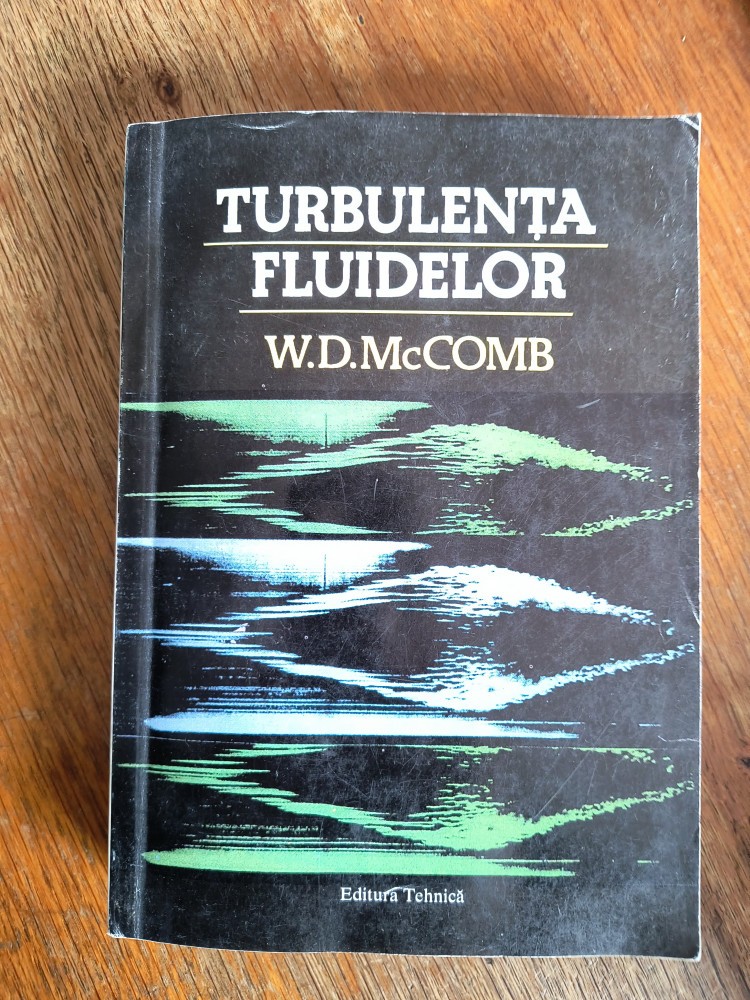 TURBULENȚA
FLUIDELOR
W.D.McCOMB
Editura Tehnică